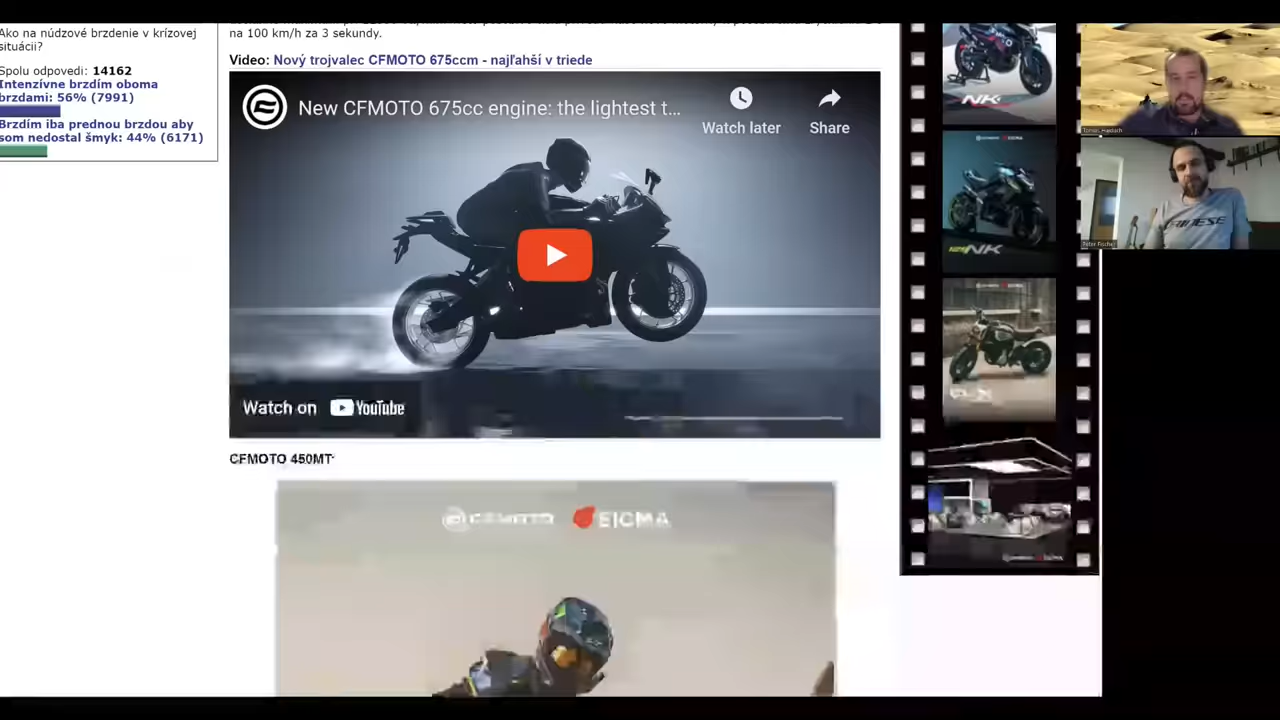 Ako na núdzové brzdenie v krízovej
situácii?
Spolu odpovedi: 14162
Intenzívne brzdím oboma
brzdami: 56% (7991)
Brzdím iba prednou brzdou aby
som nedostal šmyk: 44% (6171)
na 100 km/h za 3 sekundy.
Video: Nový trojvalec CFMOTO 675ccm - najľahší v triede
New CFMOTO 675cc engine: the lightest t...
Watch later
Share
Watch on YouTube
CFMOTO 450MT
CFMOTO EICMA
NK
NK